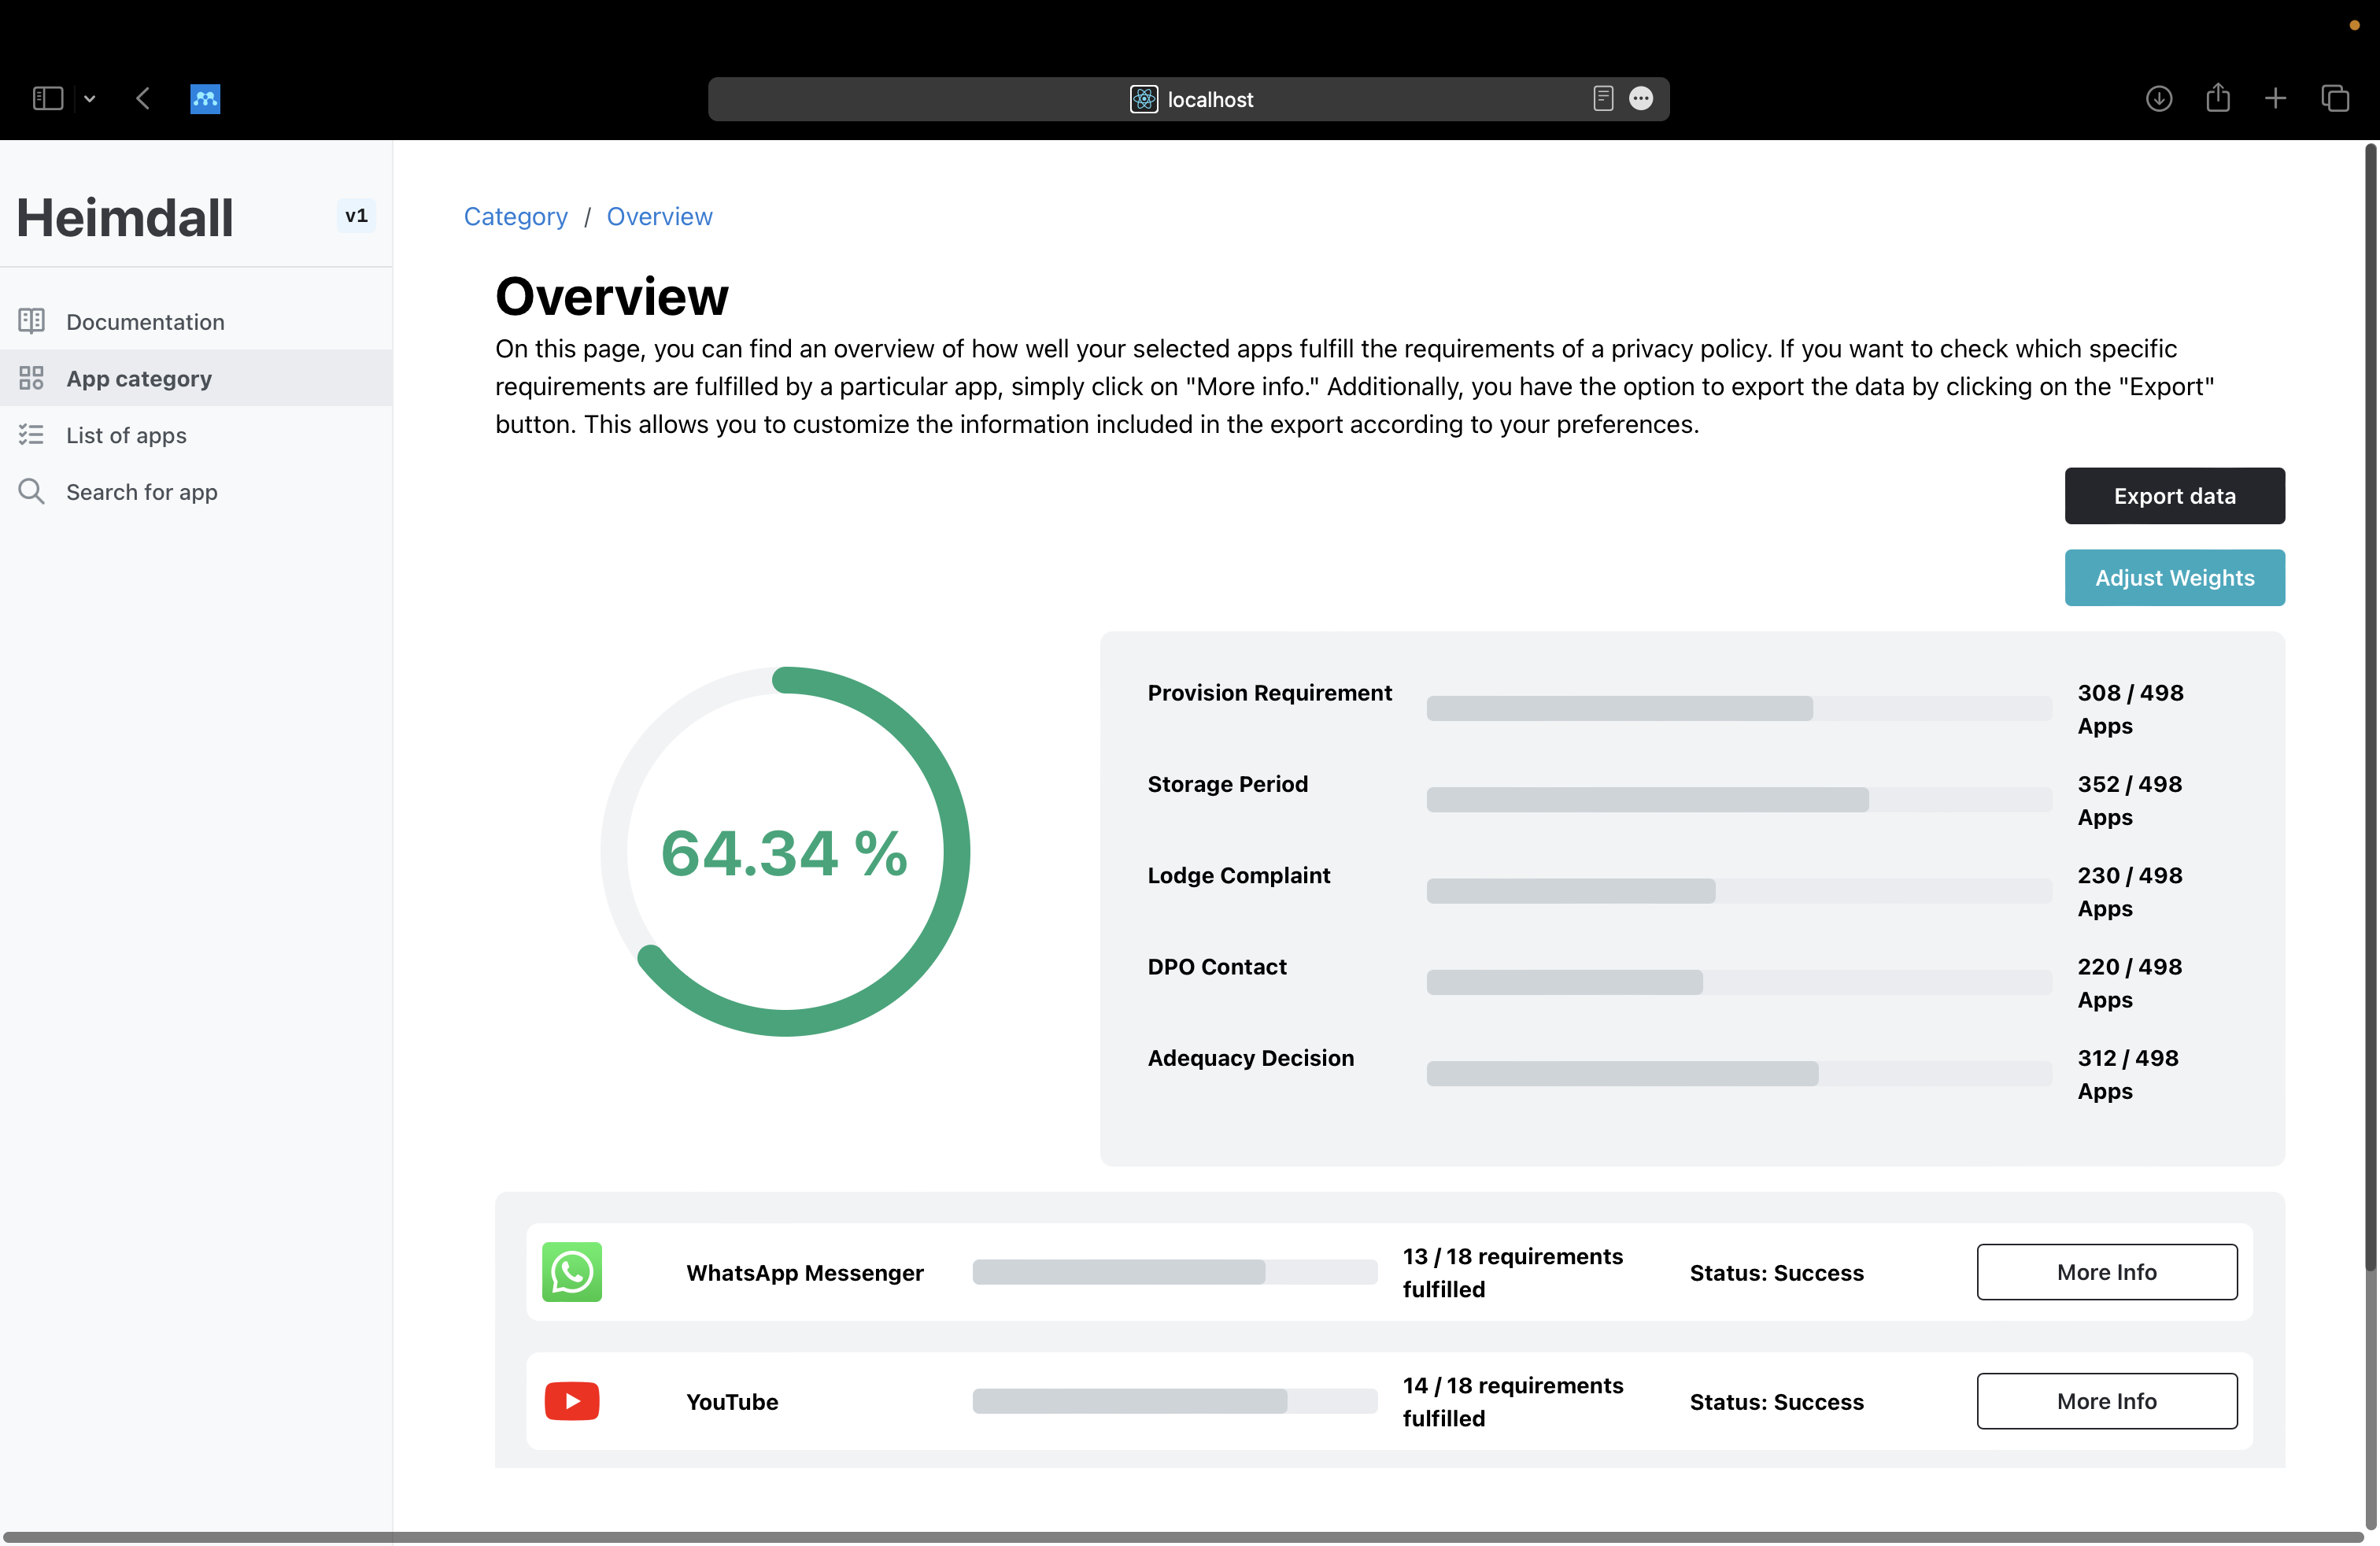 localhost
Heimdall
v1
Documentation
App category
List of apps
Search for app
Category / Overview
Overview
On this page, you can find an overview of how well your selected apps fulfill the requirements of a privacy policy. If you want to check which specific
requirements are fulfilled by a particular app, simply click on "More info." Additionally, you have the option to export the data by clicking on the "Export"
button. This allows you to customize the information included in the export according to your preferences.
Export data
Adjust Weights
64.34 %
Provision Requirement
308 / 498
Apps
Storage Period
352 / 498
Apps
Lodge Complaint
230 / 498
Apps
DPO Contact
220 / 498
Apps
Adequacy Decision
312 / 498
Apps
WhatsApp Messenger
13 / 18 requirements
fulfilled
Status: Success
More Info
YouTube
14 / 18 requirements
fulfilled
Status: Success
More Info